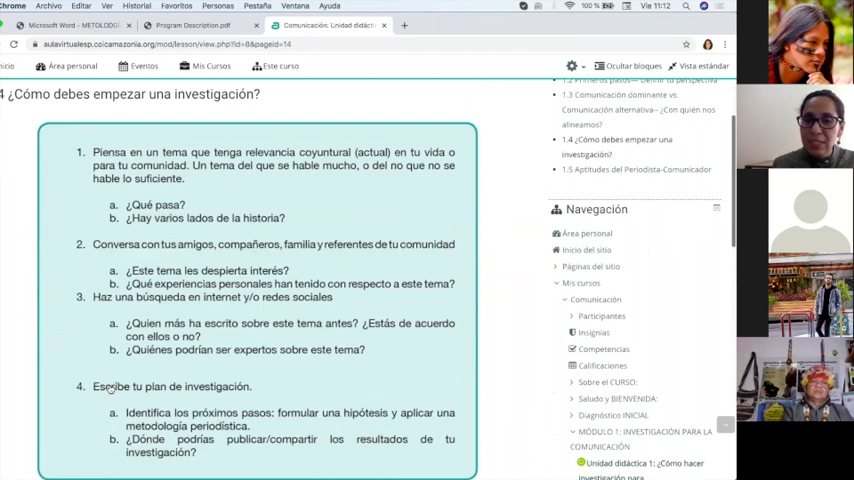 Chrome Archivo Editar Ver Historial Favoritos Personas Pestaña Ventana Ayuda 100 % Vie 11:12
Microsoft Word - METOLODGÍ Program Description.pdf Comunicación: Unidad didáctic
aulavirtualesp.co​icamazonia.org/mod/lesson/view.php?id=8&pageid=14
nicio Área personal Eventos Mis Cursos Este curso Ocultar bloques Vista estándar
4 ¿Cómo debes empezar una investigación?
1. Piensa en un tema que tenga relevancia coyuntural (actual) en tu vida o
para tu comunidad. Un tema del que se hable mucho, o del no que no se
hable lo suficiente.
a. ¿Qué pasa?
b. ¿Hay varios lados de la historia?
2. Conversa con tus amigos, compañeros, familia y referentes de tu comunidad
a. ¿Este tema les despierta interés?
b. ¿Qué experiencias personales han tenido con respecto a este tema?
3. Haz una búsqueda en internet y/o redes sociales
a. ¿Quien más ha escrito sobre este tema antes? ¿Estás de acuerdo
con ellos o no?
b. ¿Quiénes podrían ser expertos sobre este tema?
4. Escribe tu plan de investigación.
a. Identifica los próximos pasos: formular una hipótesis y aplicar una
metodología periodística.
b. ¿Dónde podrías publicar/compartir los resultados de tu
investigación?
1.2 Primeros pasos— Definir tu perspectiva
1.3 Comunicación dominante vs.
Comunicación alternativa-- ¿Con quién nos
alineamos?
1.4 ¿Cómo debes empezar una
investigación?
1.5 Aptitudes del Periodista-Comunicador
Navegación
Área personal
Inicio del sitio
Páginas del sitio
Mis cursos
Comunicación
Participantes
Insignias
Competencias
Calificaciones
Sobre el CURSO:
Saludo y BIENVENIDA:
Diagnóstico INICIAL
MÓDULO 1: INVESTIGACIÓN PARA LA
COMUNICACIÓN
Unidad didáctica 1: ¿Cómo hacer
investigación para